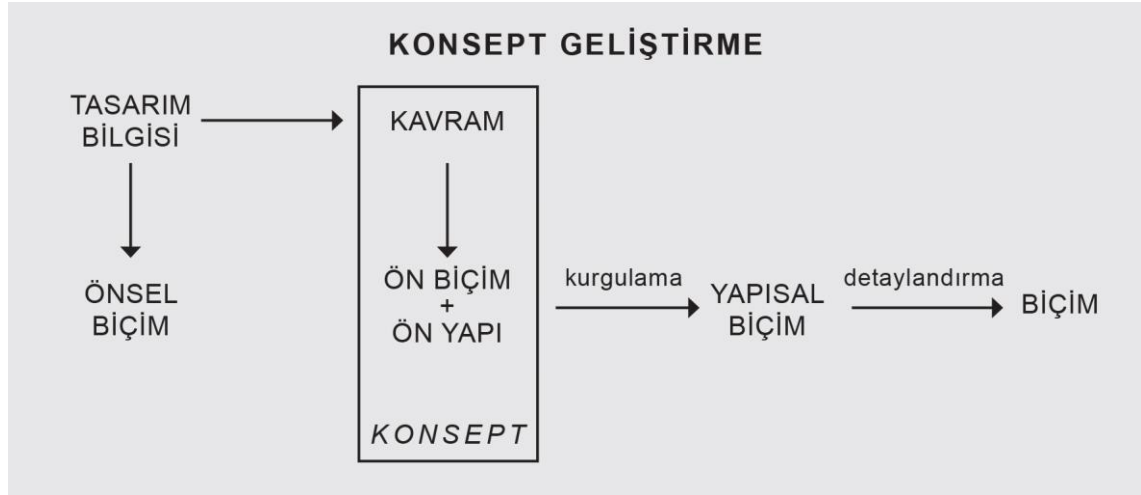 KONSEPT GELİŞTİRME
TASARIM
BİLGİSİ
KAVRAM
ÖNSEL
BİÇİM
ÖN BİÇİM
+
ÖN YAPI
kurgulama
YAPISAL
BİÇİM
detaylandırma
BİÇİM
KONSEPT